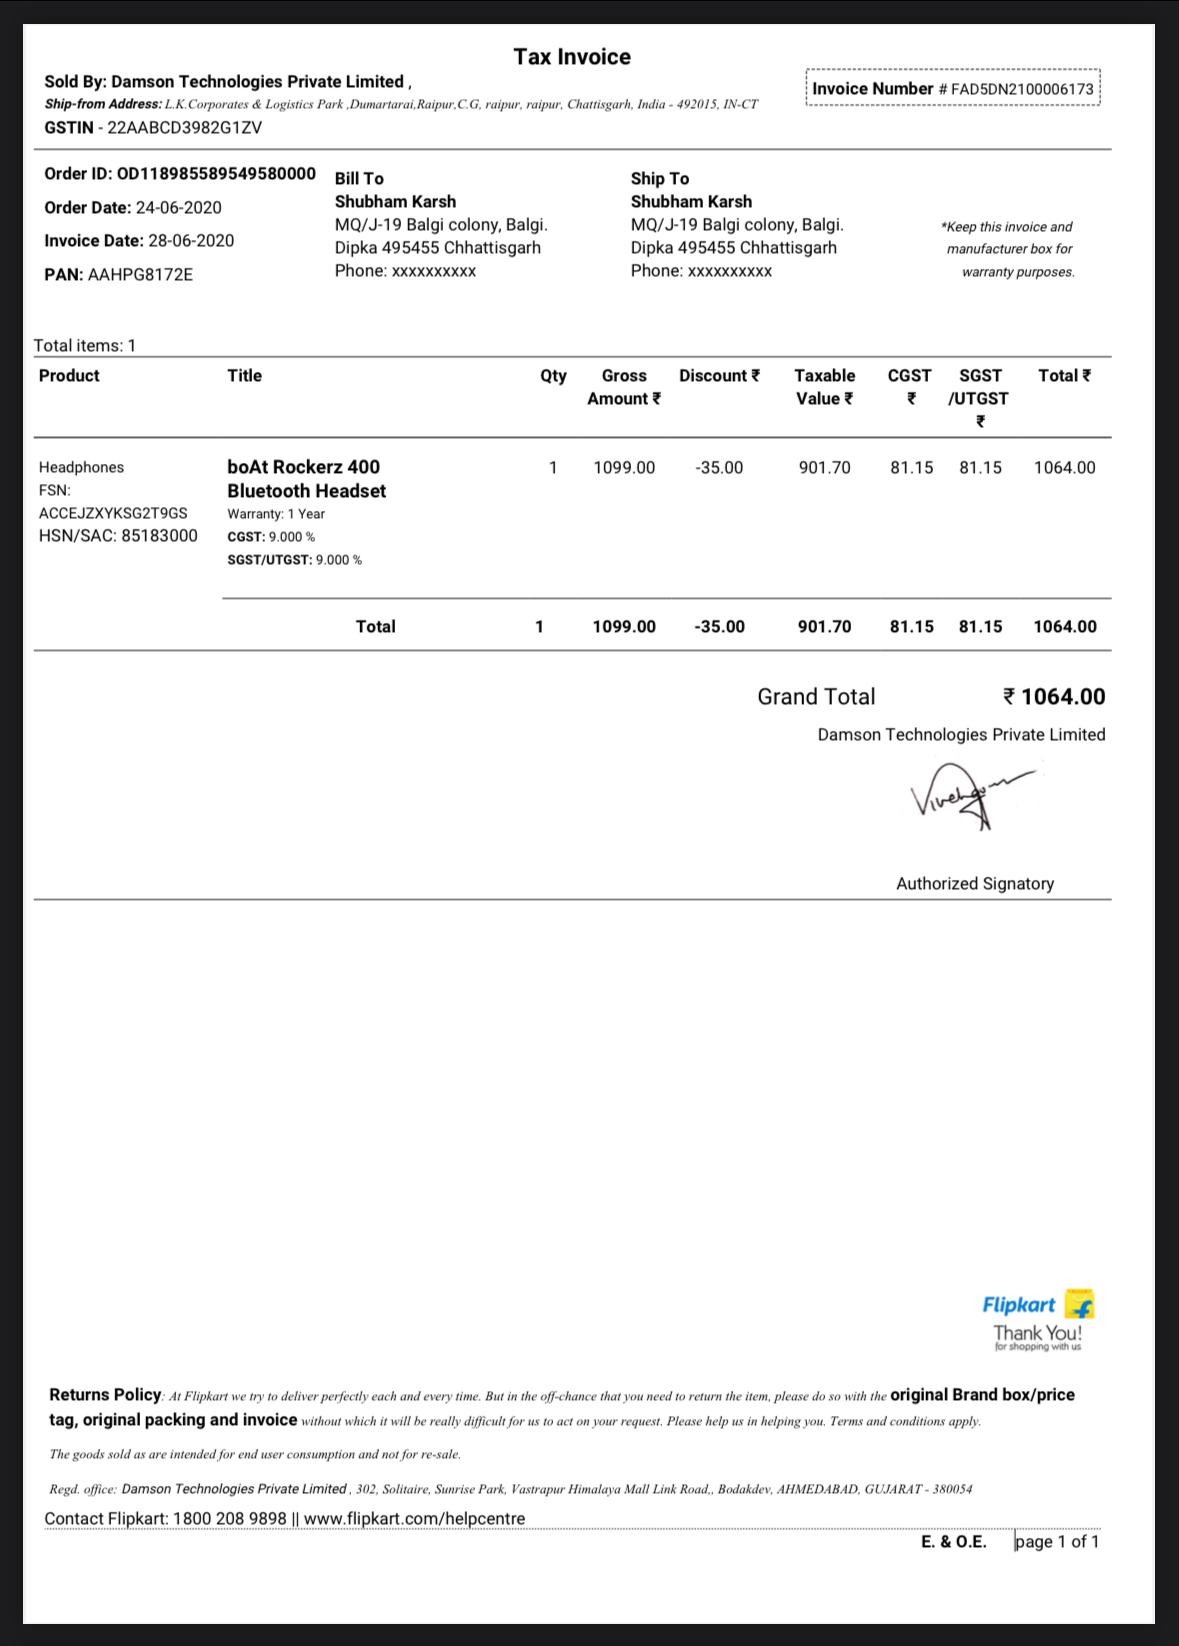 Tax Invoice
Sold By: Damson Technologies Private Limited ,
Invoice Number # FAD5DN2100006173
Ship-from Address: L.K.Corporates & Logistics Park ,Dumartarai,Raipur,C.G, raipur, raipur, Chattisgarh, India - 492015, IN-CT
GSTIN - 22AABCD3982G1ZV
Order ID: OD118985589549580000
Order Date: 24-06-2020
Invoice Date: 28-06-2020
PAN: AAHPG8172E
Bill To
Shubham Karsh
MQ/J-19 Balgi colony, Balgi.
Dipka 495455 Chhattisgarh
Phone: xxxxxxxxxx
Ship To
Shubham Karsh
MQ/J-19 Balgi colony, Balgi.
Dipka 495455 Chhattisgarh
Phone: xxxxxxxxxx
*Keep this invoice and
manufacturer box for
warranty purposes.
Total items: 1
Product Title Qty Gross Discount ₹ Taxable CGST SGST Total ₹
Amount ₹ Value ₹ ₹ /UTGST
₹
Headphones boAt Rockerz 400 1 1099.00 -35.00 901.70 81.15 81.15 1064.00
FSN: Bluetooth Headset
ACCEJZXYKSG2T9GS Warranty: 1 Year
HSN/SAC: 85183000 CGST: 9.000 %
SGST/UTGST: 9.000 %
Total 1 1099.00 -35.00 901.70 81.15 81.15 1064.00
Grand Total ₹ 1064.00
Damson Technologies Private Limited
Authorized Signatory
Flipkart
Thank You!
for shopping with us
Returns Policy: At Flipkart we try to deliver perfectly each and every time. But in the off-chance that you need to return the item, please do so with the original Brand box/price
tag, original packing and invoice without which it will be really difficult for us to act on your request. Please help us in helping you. Terms and conditions apply.
The goods sold as are intended for end user consumption and not for re-sale.
Regd. office: Damson Technologies Private Limited , 302, Solitaire, Sunrise Park, Vastrapur Himalaya Mall Link Road,, Bodakdev, AHMEDABAD, GUJARAT - 380054
Contact Flipkart: 1800 208 9898 || www.flipkart.com/helpcentre
E. & O.E. page 1 of 1